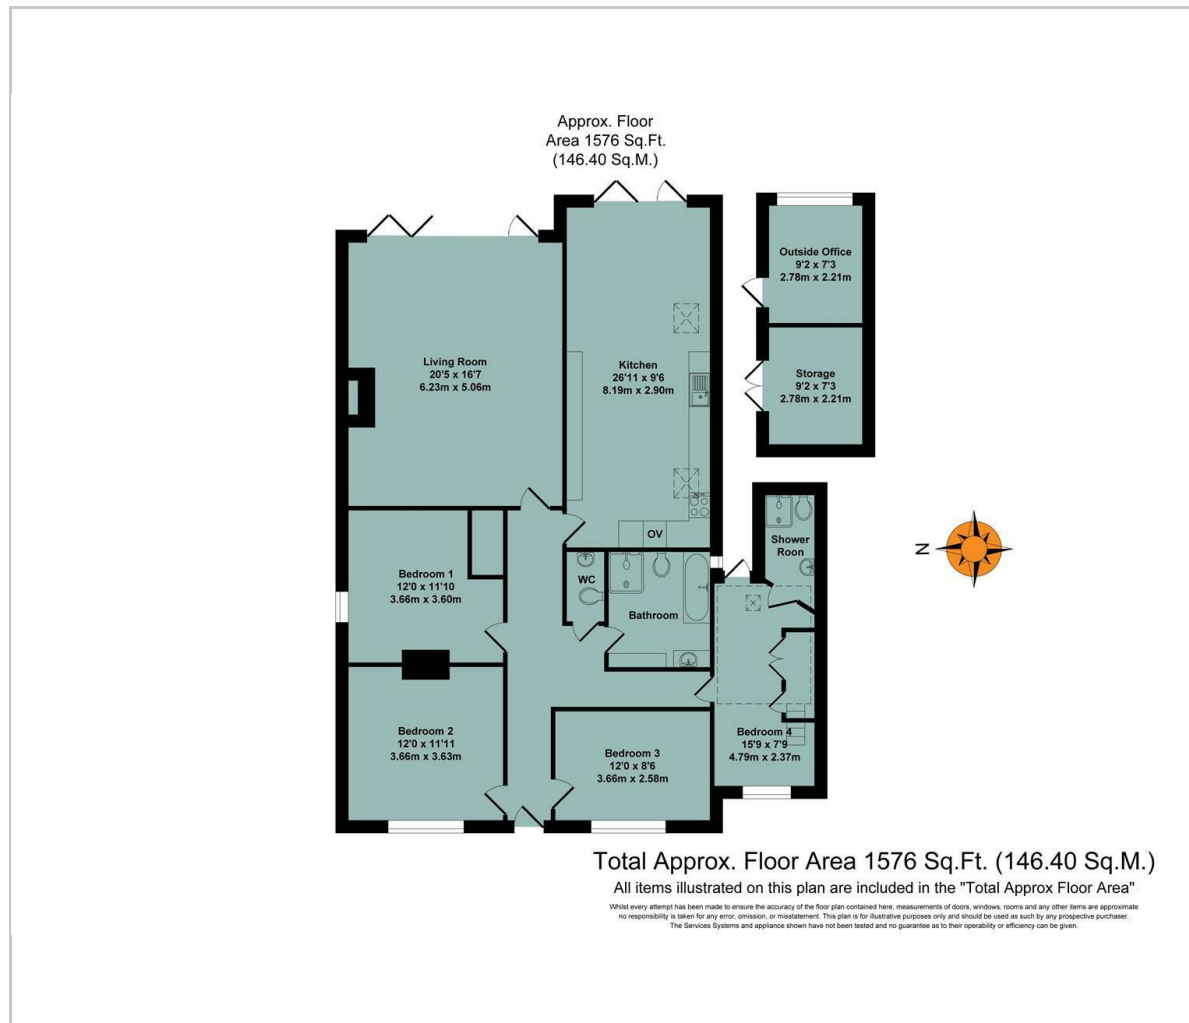 Approx. Floor
Area 1576 Sq.Ft.
(146.40 Sq.M.)
Outside Office
9'2 x 7'3
2.78m x 2.21m
Living Room
20'5 x 16'7
6.23m x 5.06m
Kitchen
26'11 x 9'6
8.19m x 2.90m
Storage
9'2 x 7'3
2.78m x 2.21m
OV
Shower
Roon
N
Bedroom 1
12'0 x 11'10
3.66m x 3.60m
WC
Bathroom
Bedroom 2
12'0 x 11'11
3.66m x 3.63m
Bedroom 3
12'0 x 8'6
3.66m x 2.58m
Bedroom 4
15'9 x 7'9
4.79m x 2.37m
Total Approx. Floor Area 1576 Sq.Ft. (146.40 Sq.M.)
All items illustrated on this plan are included in the "Total Approx Floor Area"
Whilst every attempt has been made to ensure the accuracy of the floor plan contained here, measurements of doors, windows, rooms and any other items are approximate
no responsibility is taken for any error, omission, or misstatement. This plan is for illustrative purposes only and should be used as such by any prospective purchaser.
The Services Systems and appliance shown have not been tested and no guarantee as to their operability or efficiency can be given.